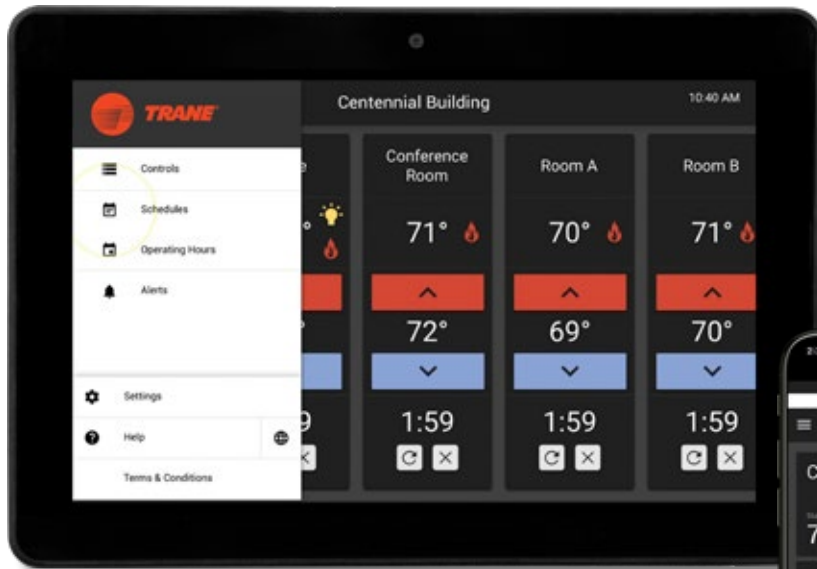 TRANE
Centennial Building
10:40 AM
Controls
Schedules
Operating Hours
Alerts
Settings
Help
Terms & Conditions
Conference
Room
71°
72°
1:59
Room A
70°
69°
1:59
Room B
71°
70°
1:59